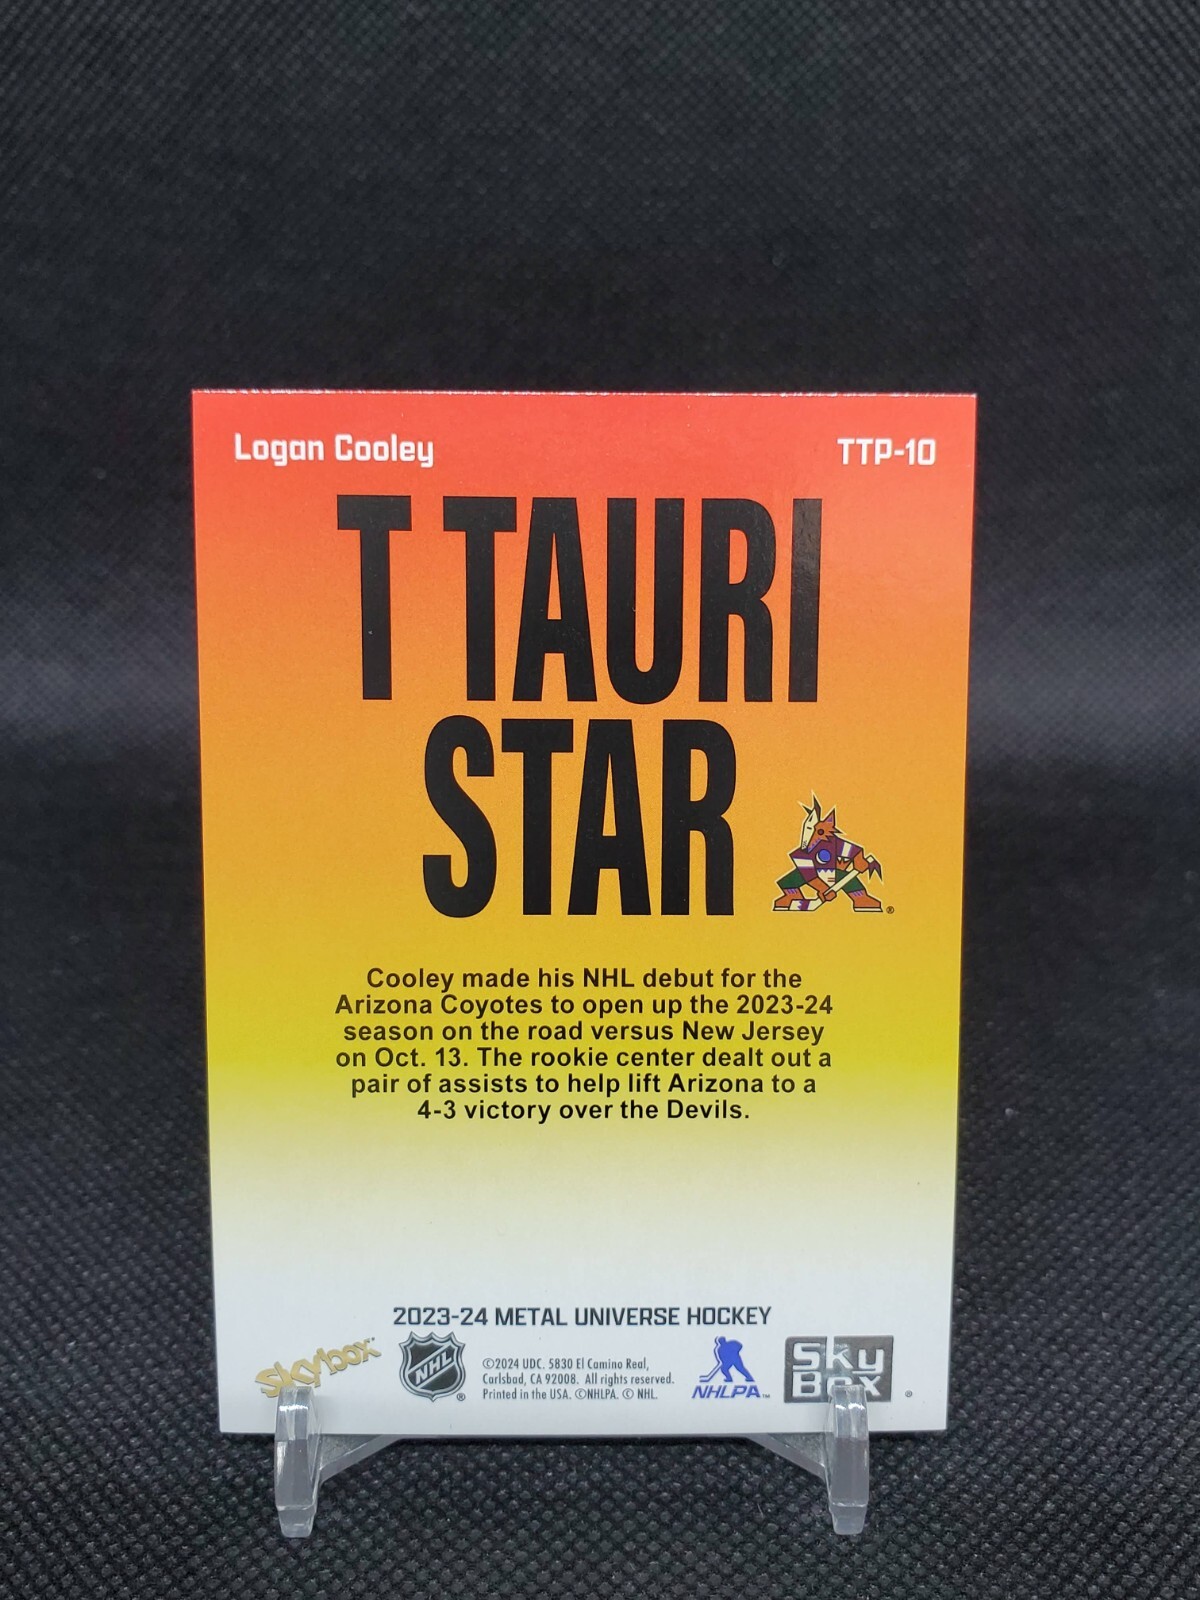 Logan Cooley
TTP-10
T TAURI
STAR
®
Cooley made his NHL debut for the
Arizona Coyotes to open up the 2023-24
season on the road versus New Jersey
on Oct. 13. The rookie center dealt out a
pair of assists to help lift Arizona to a
4-3 victory over the Devils.
2023-24 METAL UNIVERSE HOCKEY
Skybox™
NHL®
©2024 UDC. 5830 El Camino Real,
Carlsbad, CA 92008. All rights reserved.
Printed in the USA. ©NHLPA. © NHL.
NHLPA™
Sky
Box®